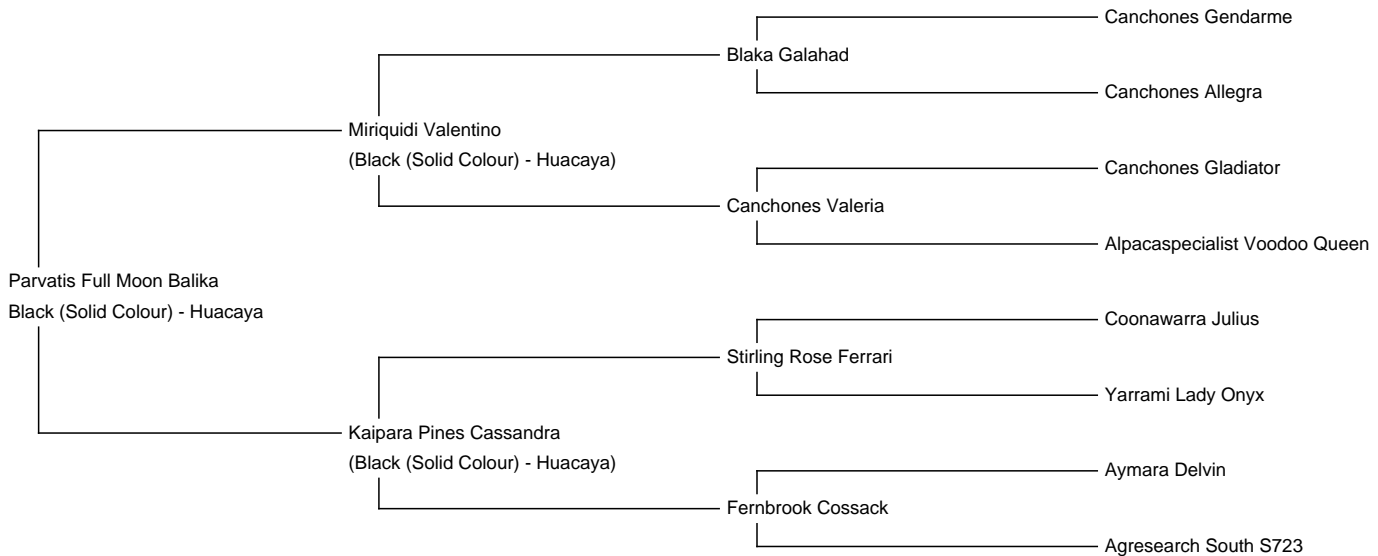 Canchones Gendarme
Blaka Galahad
Canchones Allegra
Miriquidi Valentino
(Black (Solid Colour) - Huacaya)
Canchones Gladiator
Canchones Valeria
Alpacaspecialist Voodoo Queen
Parvatis Full Moon Balika
Black (Solid Colour) - Huacaya
Coonawarra Julius
Stirling Rose Ferrari
Yarrami Lady Onyx
Kaipara Pines Cassandra
(Black (Solid Colour) - Huacaya)
Aymara Delvin
Fernbrook Cossack
Agresearch South S723